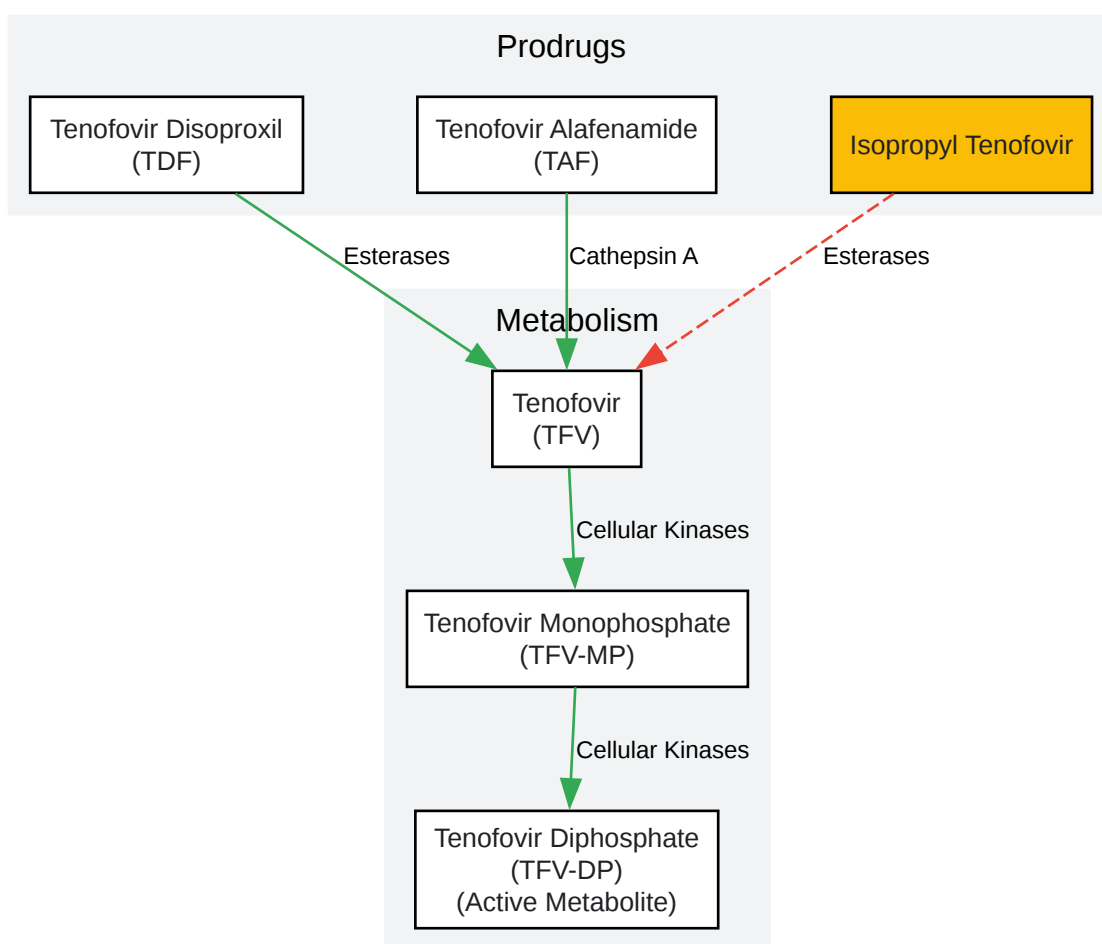 Prodrugs
Tenofovir Disoproxil
(TDF)
Tenofovir Alafenamide
(TAF)
Isopropyl Tenofovir
Esterases
Cathepsin A
Esterases
Metabolism
Tenofovir
(TFV)
Cellular Kinases
Tenofovir Monophosphate
(TFV-MP)
Cellular Kinases
Tenofovir Diphosphate
(TFV-DP)
(Active Metabolite)